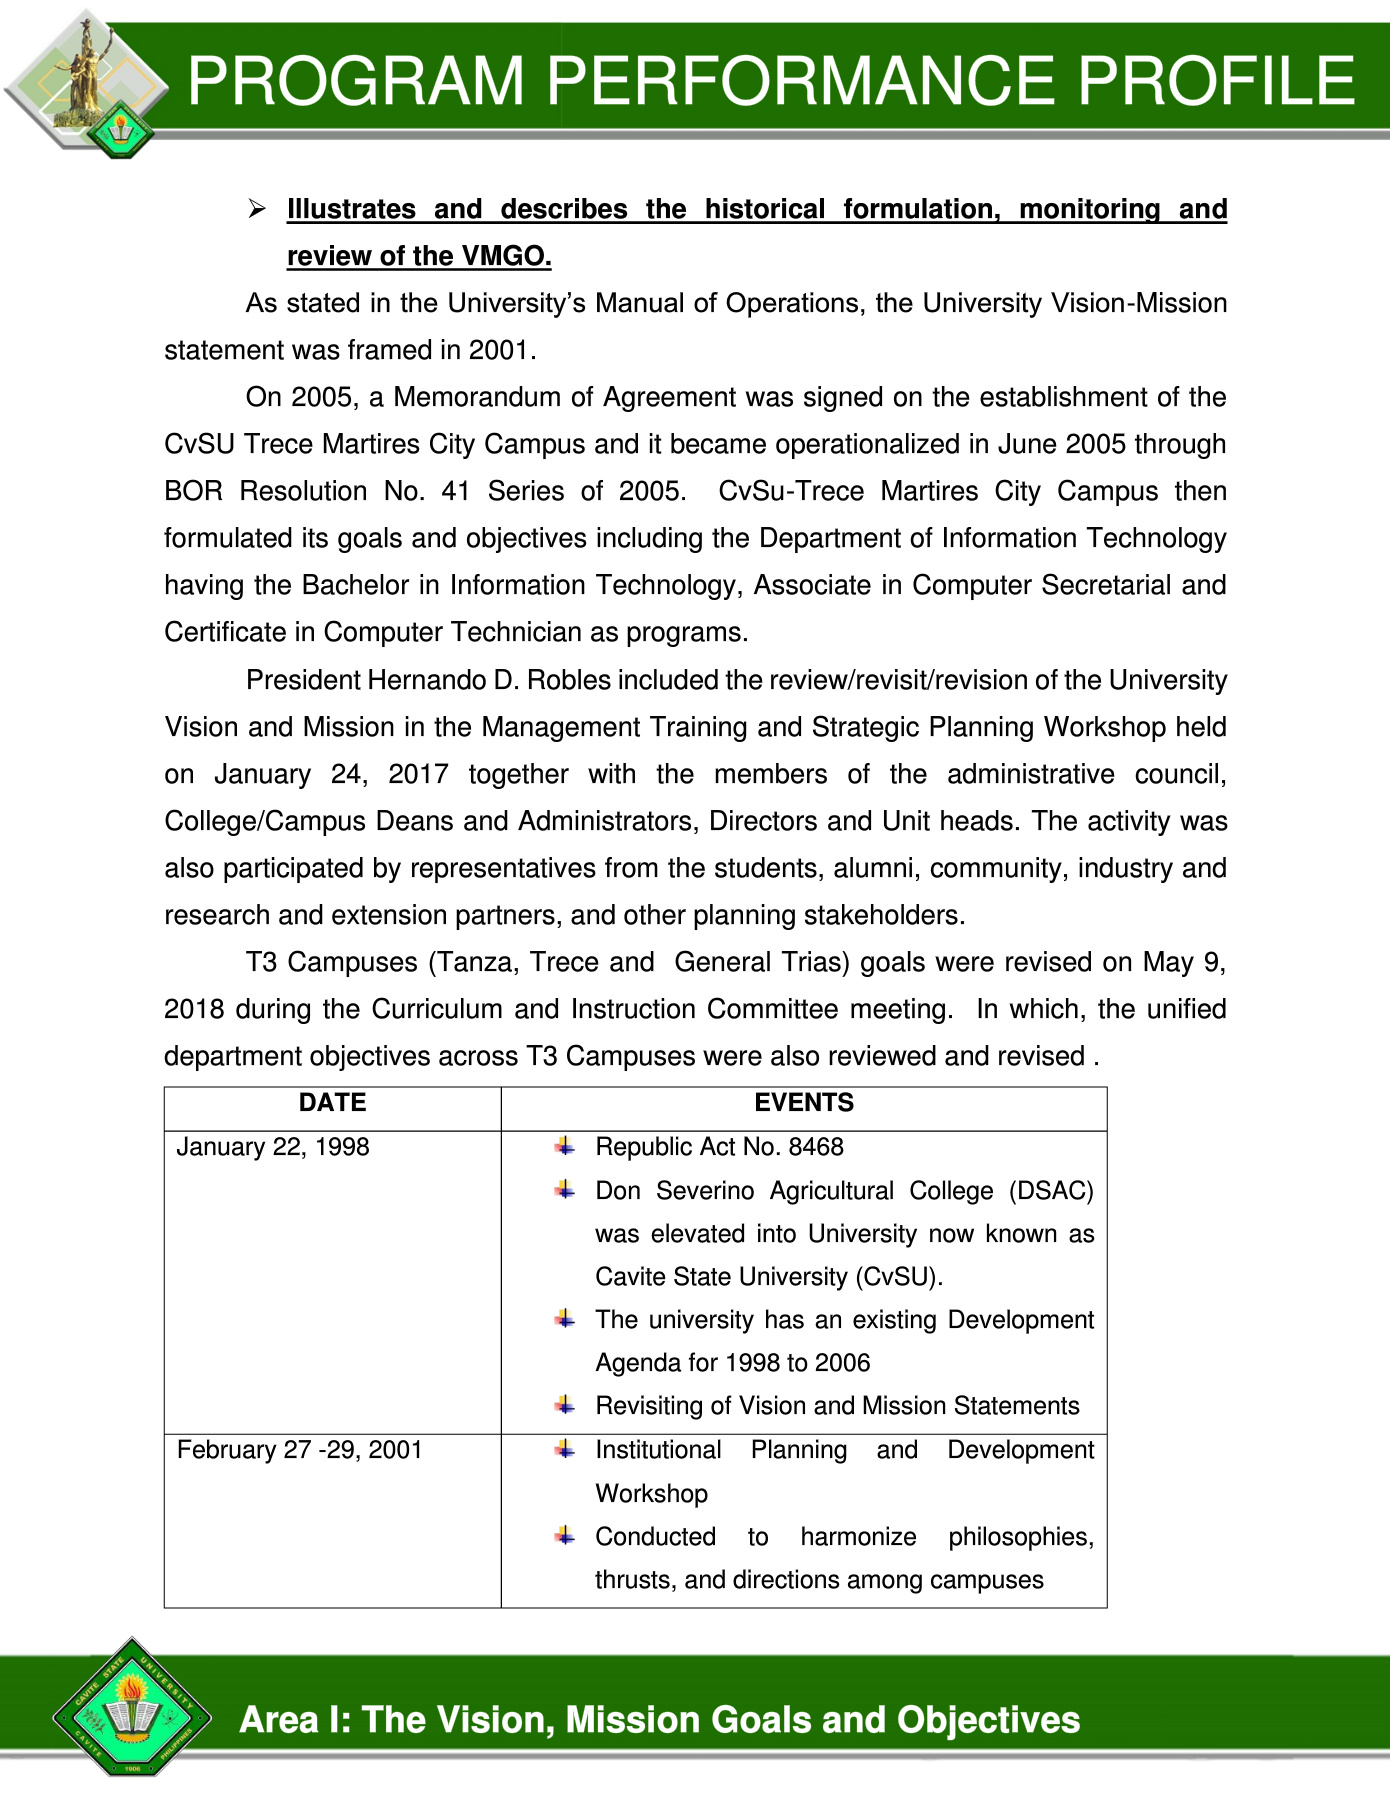 PROGRAM PERFORMANCE PROFILE
➢ Illustrates and describes the historical formulation, monitoring and
review of the VMGO.
As stated in the University’s Manual of Operations, the University Vision-Mission
statement was framed in 2001.
On 2005, a Memorandum of Agreement was signed on the establishment of the
CvSU Trece Martires City Campus and it became operationalized in June 2005 through
BOR Resolution No. 41 Series of 2005. CvSu-Trece Martires City Campus then
formulated its goals and objectives including the Department of Information Technology
having the Bachelor in Information Technology, Associate in Computer Secretarial and
Certificate in Computer Technician as programs.
President Hernando D. Robles included the review/revisit/revision of the University
Vision and Mission in the Management Training and Strategic Planning Workshop held
on January 24, 2017 together with the members of the administrative council,
College/Campus Deans and Administrators, Directors and Unit heads. The activity was
also participated by representatives from the students, alumni, community, industry and
research and extension partners, and other planning stakeholders.
T3 Campuses (Tanza, Trece and General Trias) goals were revised on May 9,
2018 during the Curriculum and Instruction Committee meeting. In which, the unified
department objectives across T3 Campuses were also reviewed and revised .
DATE EVENTS
January 22, 1998
Republic Act No. 8468
Don Severino Agricultural College (DSAC)
was elevated into University now known as
Cavite State University (CvSU).
The university has an existing Development
Agenda for 1998 to 2006
Revisiting of Vision and Mission Statements
February 27 -29, 2001
Institutional Planning and Development
Workshop
Conducted to harmonize philosophies,
thrusts, and directions among campuses
CAVITE STATE UNIVERSITY
CAVITE PHILIPPINES
1906
Area I: The Vision, Mission Goals and Objectives